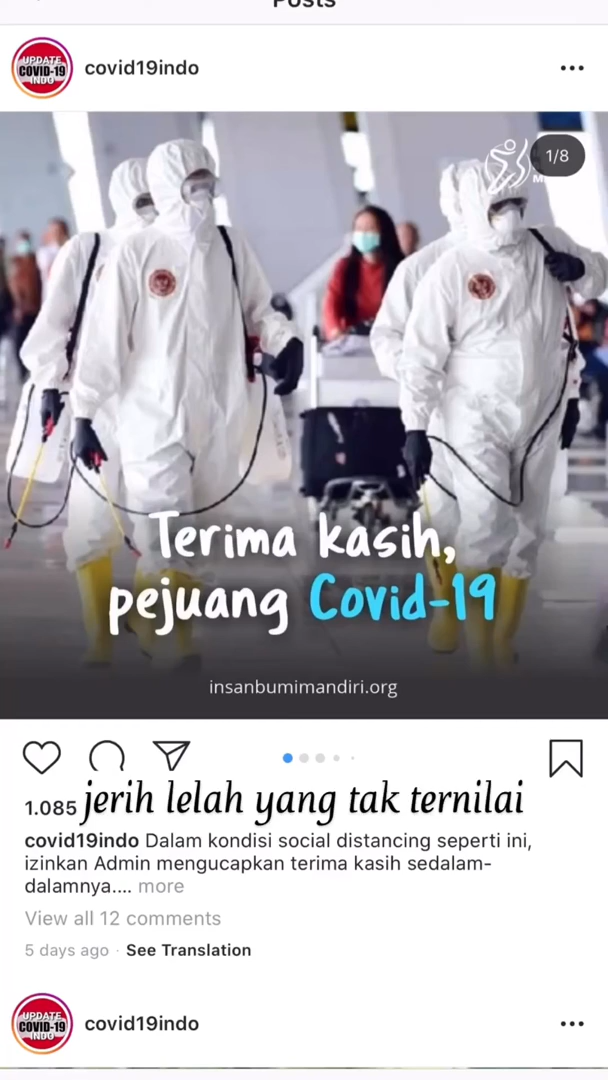 Posts
UPDATE
COVID-19
INDO
covid19indo
1/8
Terima kasih,
pejuang Covid-19
insanbumimandiri.org
1.085
jerih lelah yang tak ternilai
covid19indo Dalam kondisi social distancing seperti ini,
izinkan Admin mengucapkan terima kasih sedalam-
dalamnya.... more
View all 12 comments
5 days ago · See Translation
UPDATE
COVID-19
INDO
covid19indo